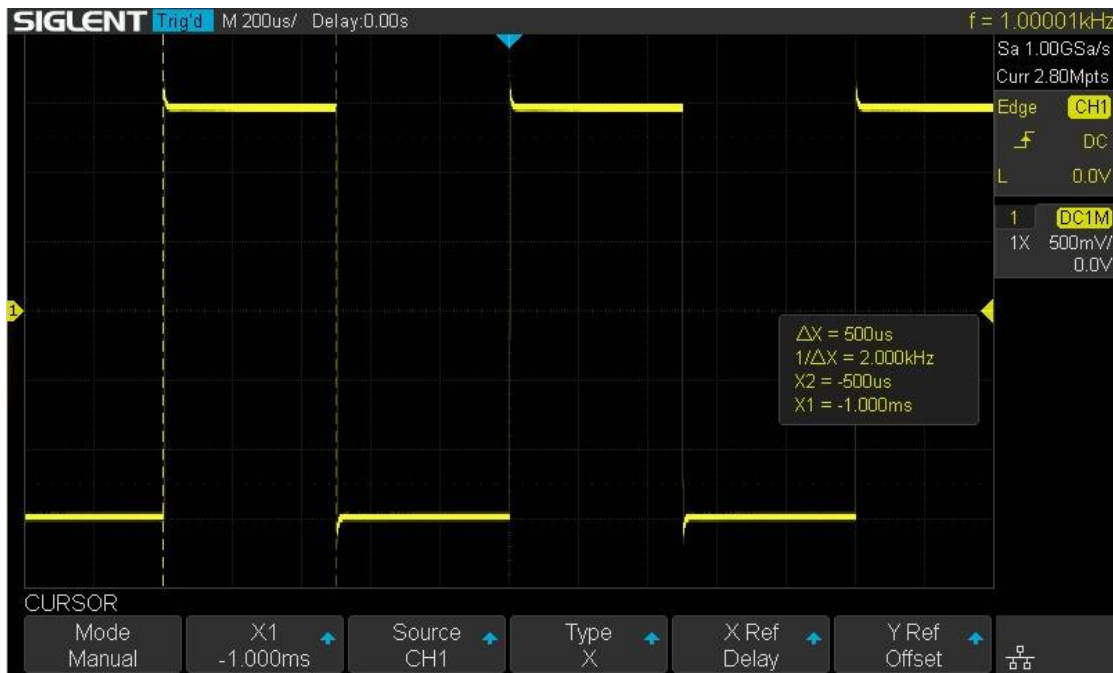 SIGLENT Trig'd M 200us/ Delay:0.00s f = 1.00001kHz
Sa 1.00GSa/s
Curr 2.80Mpts
Edge CH1
DC
L 0.0V
1 DC1M
1X 500mV/
0.0V
1
ΔX = 500us
1/ΔX = 2.000kHz
X2 = -500us
X1 = -1.000ms
CURSOR
Mode
Manual
X1
-1.000ms
Source
CH1
Type
X
X Ref
Delay
Y Ref
Offset